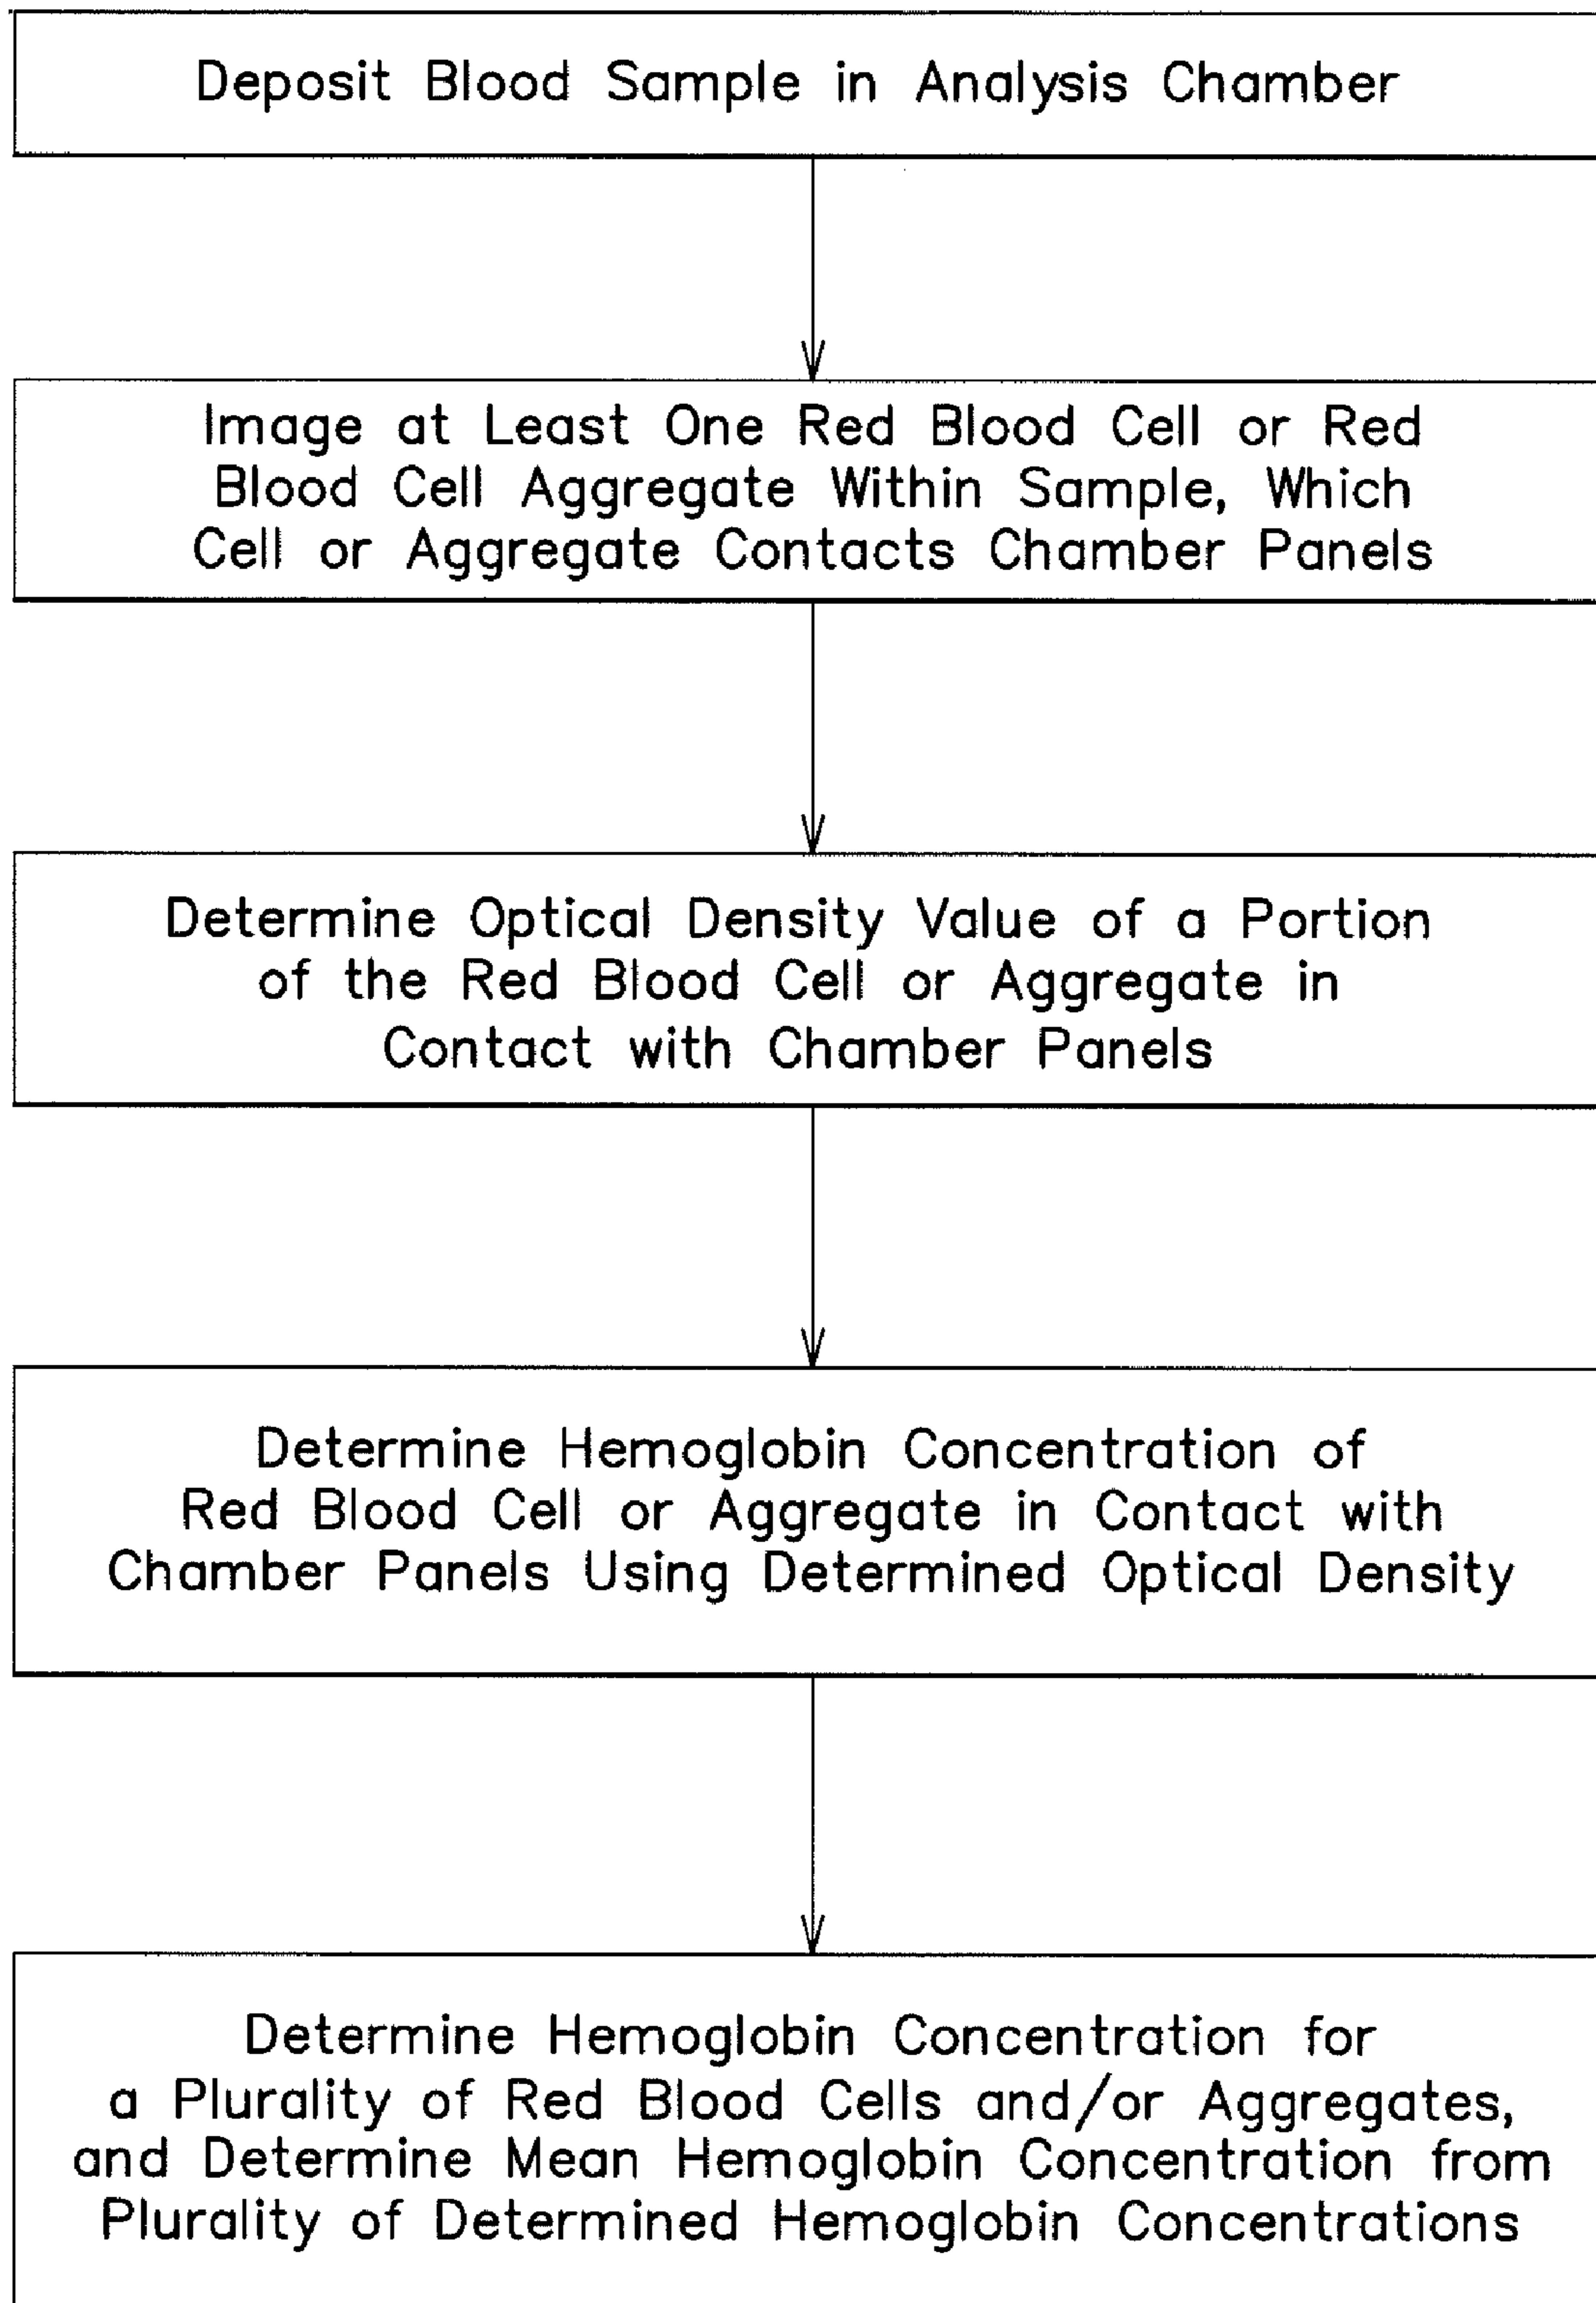 Deposit Blood Sample in Analysis Chamber
Image at Least One Red Blood Cell or Red
Blood Cell Aggregate Within Sample, Which
Cell or Aggregate Contacts Chamber Panels
Determine Optical Density Value of a Portion
of the Red Blood Cell or Aggregate in
Contact with Chamber Panels
Determine Hemoglobin Concentration of
Red Blood Cell or Aggregate in Contact with
Chamber Panels Using Determined Optical Density
Determine Hemoglobin Concentration for
a Plurality of Red Blood Cells and/or Aggregates,
and Determine Mean Hemoglobin Concentration from
Plurality of Determined Hemoglobin Concentrations